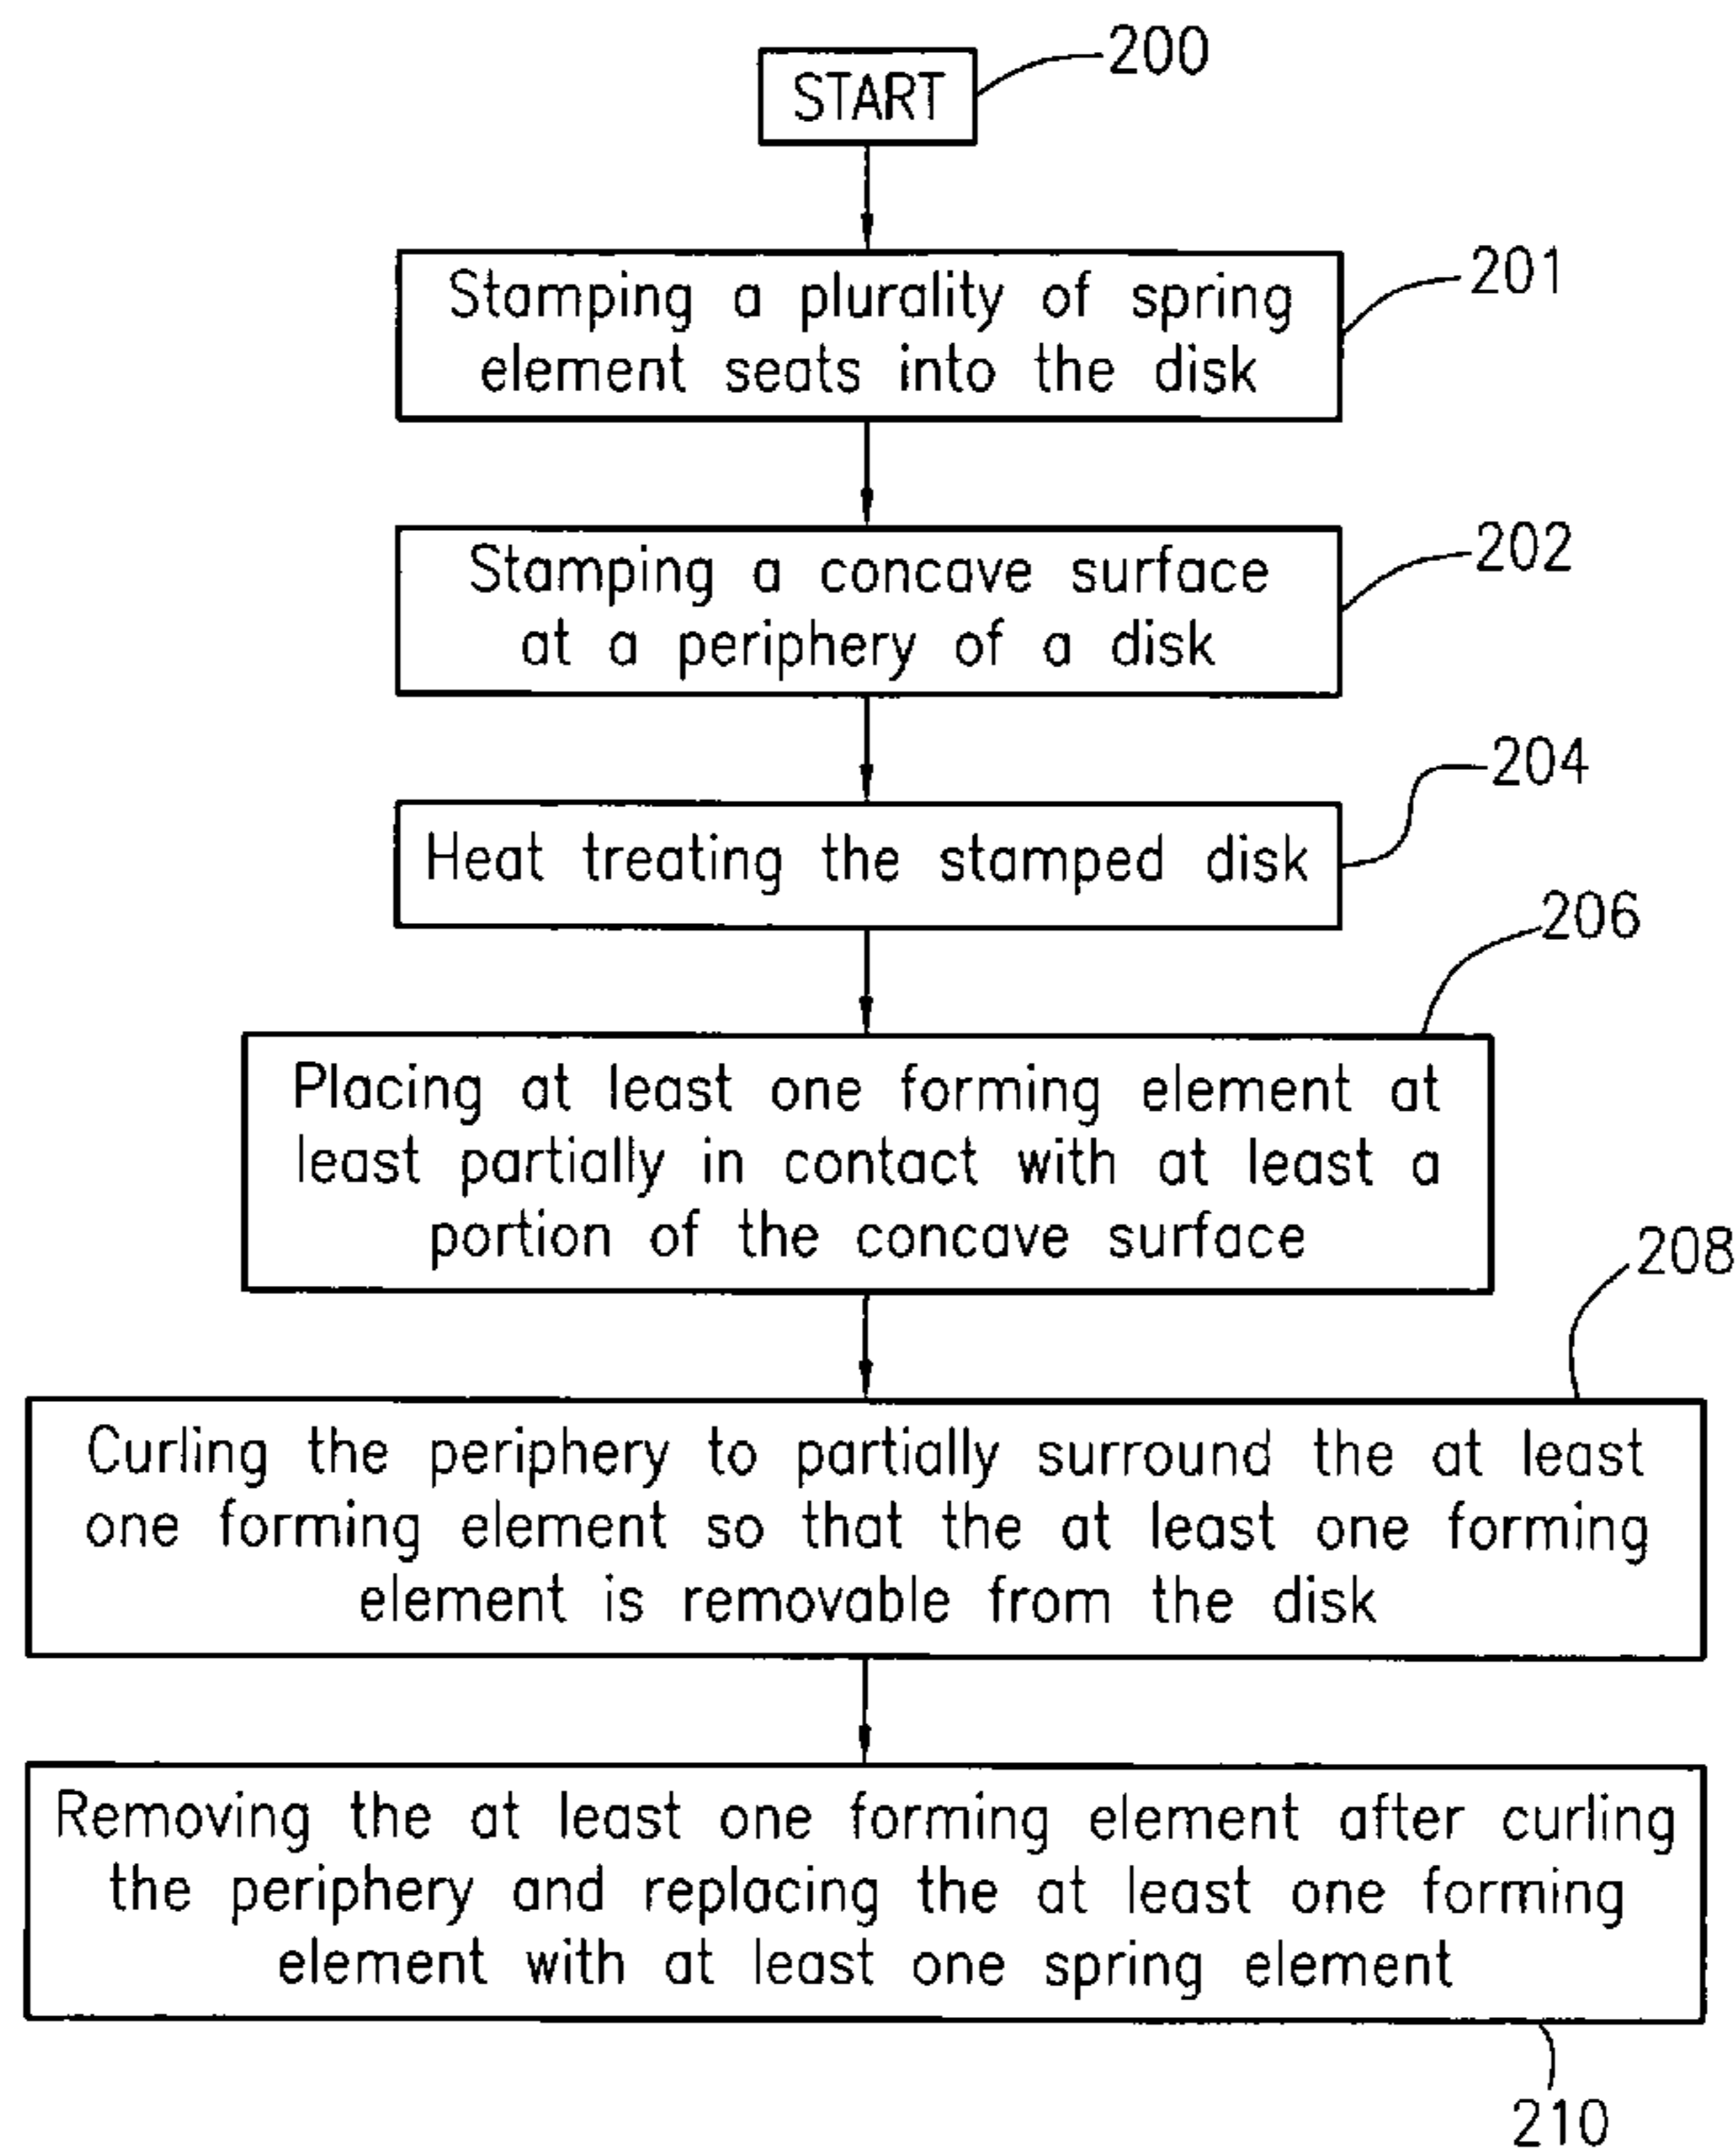 START
200
Stamping a plurality of spring
element seats into the disk
201
Stamping a concave surface
at a periphery of a disk
202
Heat treating the stamped disk
204
Placing at least one forming element at
least partially in contact with at least a
portion of the concave surface
206
Curling the periphery to partially surround the at least
one forming element so that the at least one forming
element is removable from the disk
208
Removing the at least one forming element after curling
the periphery and replacing the at least one forming
element with at least one spring element
210